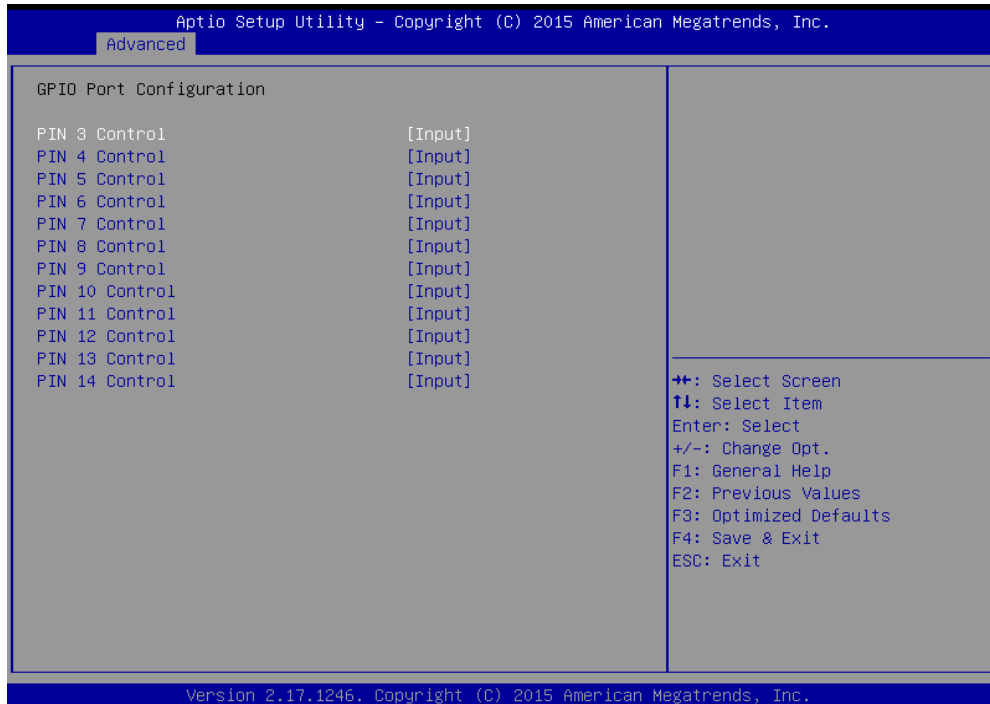 Aptio Setup Utility – Copyright (C) 2015 American Megatrends, Inc.
Advanced
GPIO Port Configuration
PIN 3 Control [Input]
PIN 4 Control [Input]
PIN 5 Control [Input]
PIN 6 Control [Input]
PIN 7 Control [Input]
PIN 8 Control [Input]
PIN 9 Control [Input]
PIN 10 Control [Input]
PIN 11 Control [Input]
PIN 12 Control [Input]
PIN 13 Control [Input]
PIN 14 Control [Input]
→←: Select Screen
↑↓: Select Item
Enter: Select
+/-: Change Opt.
F1: General Help
F2: Previous Values
F3: Optimized Defaults
F4: Save & Exit
ESC: Exit
Version 2.17.1246. Copyright (C) 2015 American Megatrends, Inc.